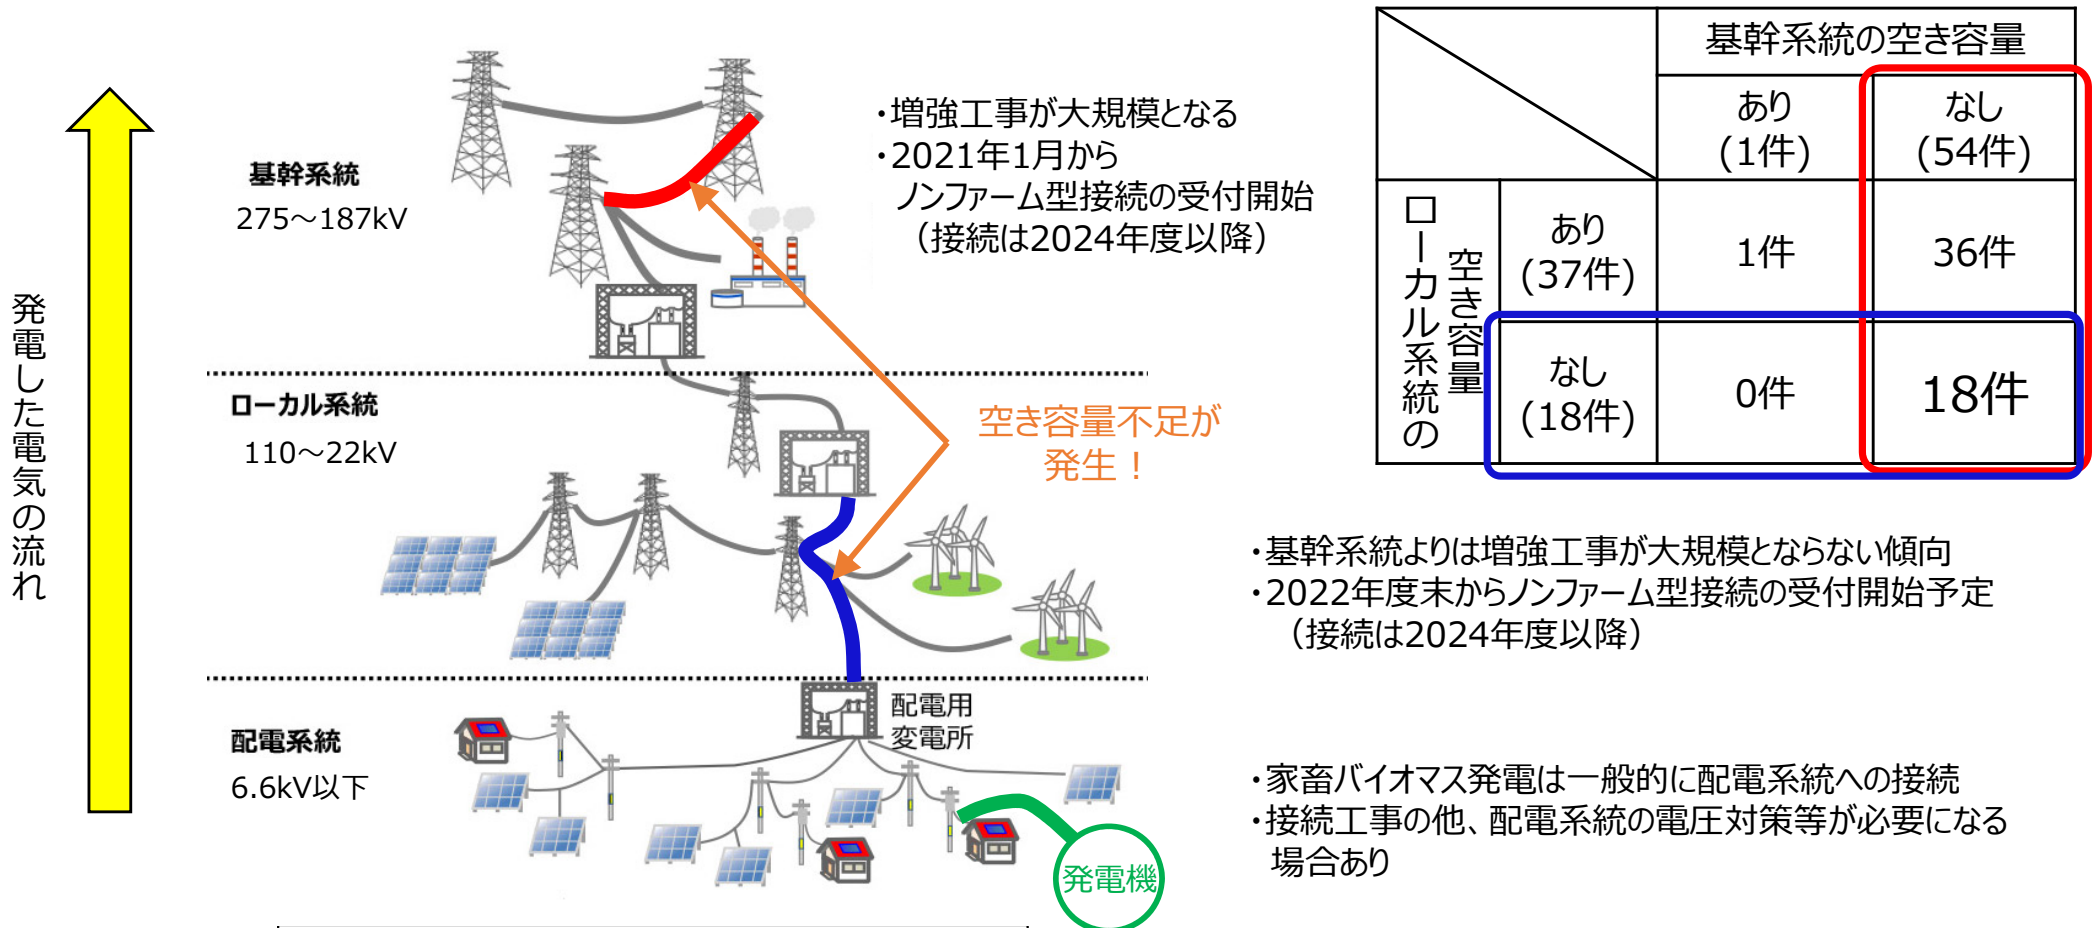 発電した電気の流れ
基幹系統
275～187kV
・増強工事が大規模となる
・2021年1月から
ノンファーム型接続の受付開始
（接続は2024年度以降）
ローカル系統
110～22kV
空き容量不足が
発生！
配電系統
6.6kV以下
配電用
変電所
発電機
基幹系統の空き容量
あり
(1件)
なし
(54件)
ローカル系統の
空き容量
あり
(37件)
1件
36件
なし
(18件)
0件
18件
・基幹系統よりは増強工事が大規模とならない傾向
・2022年度末からノンファーム型接続の受付開始予定
（接続は2024年度以降）
・家畜バイオマス発電は一般的に配電系統への接続
・接続工事の他、配電系統の電圧対策等が必要になる
場合あり